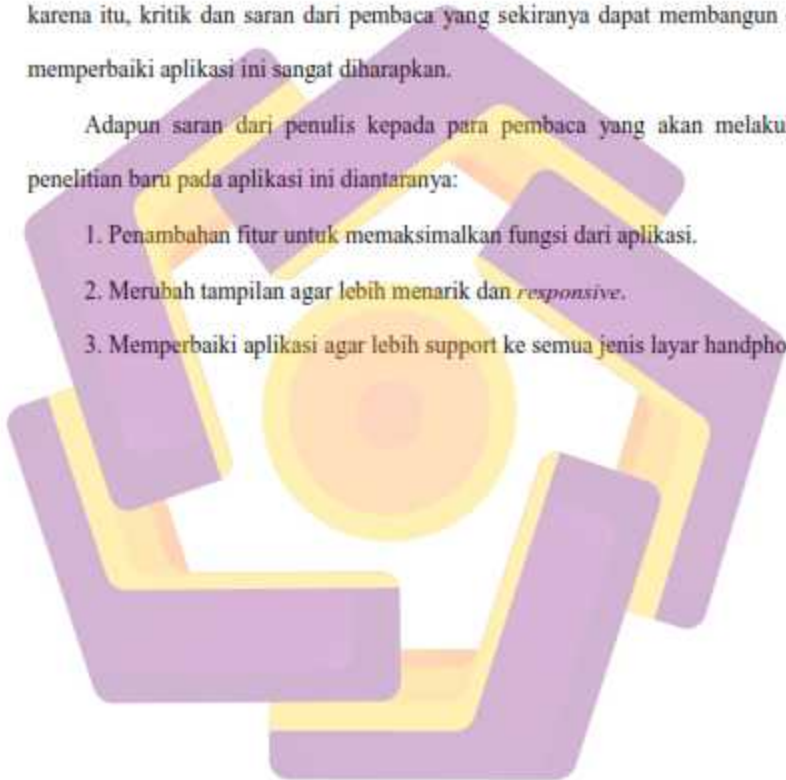 karena itu, kritik dan saran dari pembaca yang sekiranya dapat membangun
memperbaiki aplikasi ini sangat diharapkan.
Adapun saran dari penulis kepada para pembaca yang akan melaku
penelitian baru pada aplikasi ini diantaranya:
1. Penambahan fitur untuk memaksimalkan fungsi dari aplikasi.
2. Merubah tampilan agar lebih menarik dan responsive.
3. Memperbaiki aplikasi agar lebih support ke semua jenis layar handpho